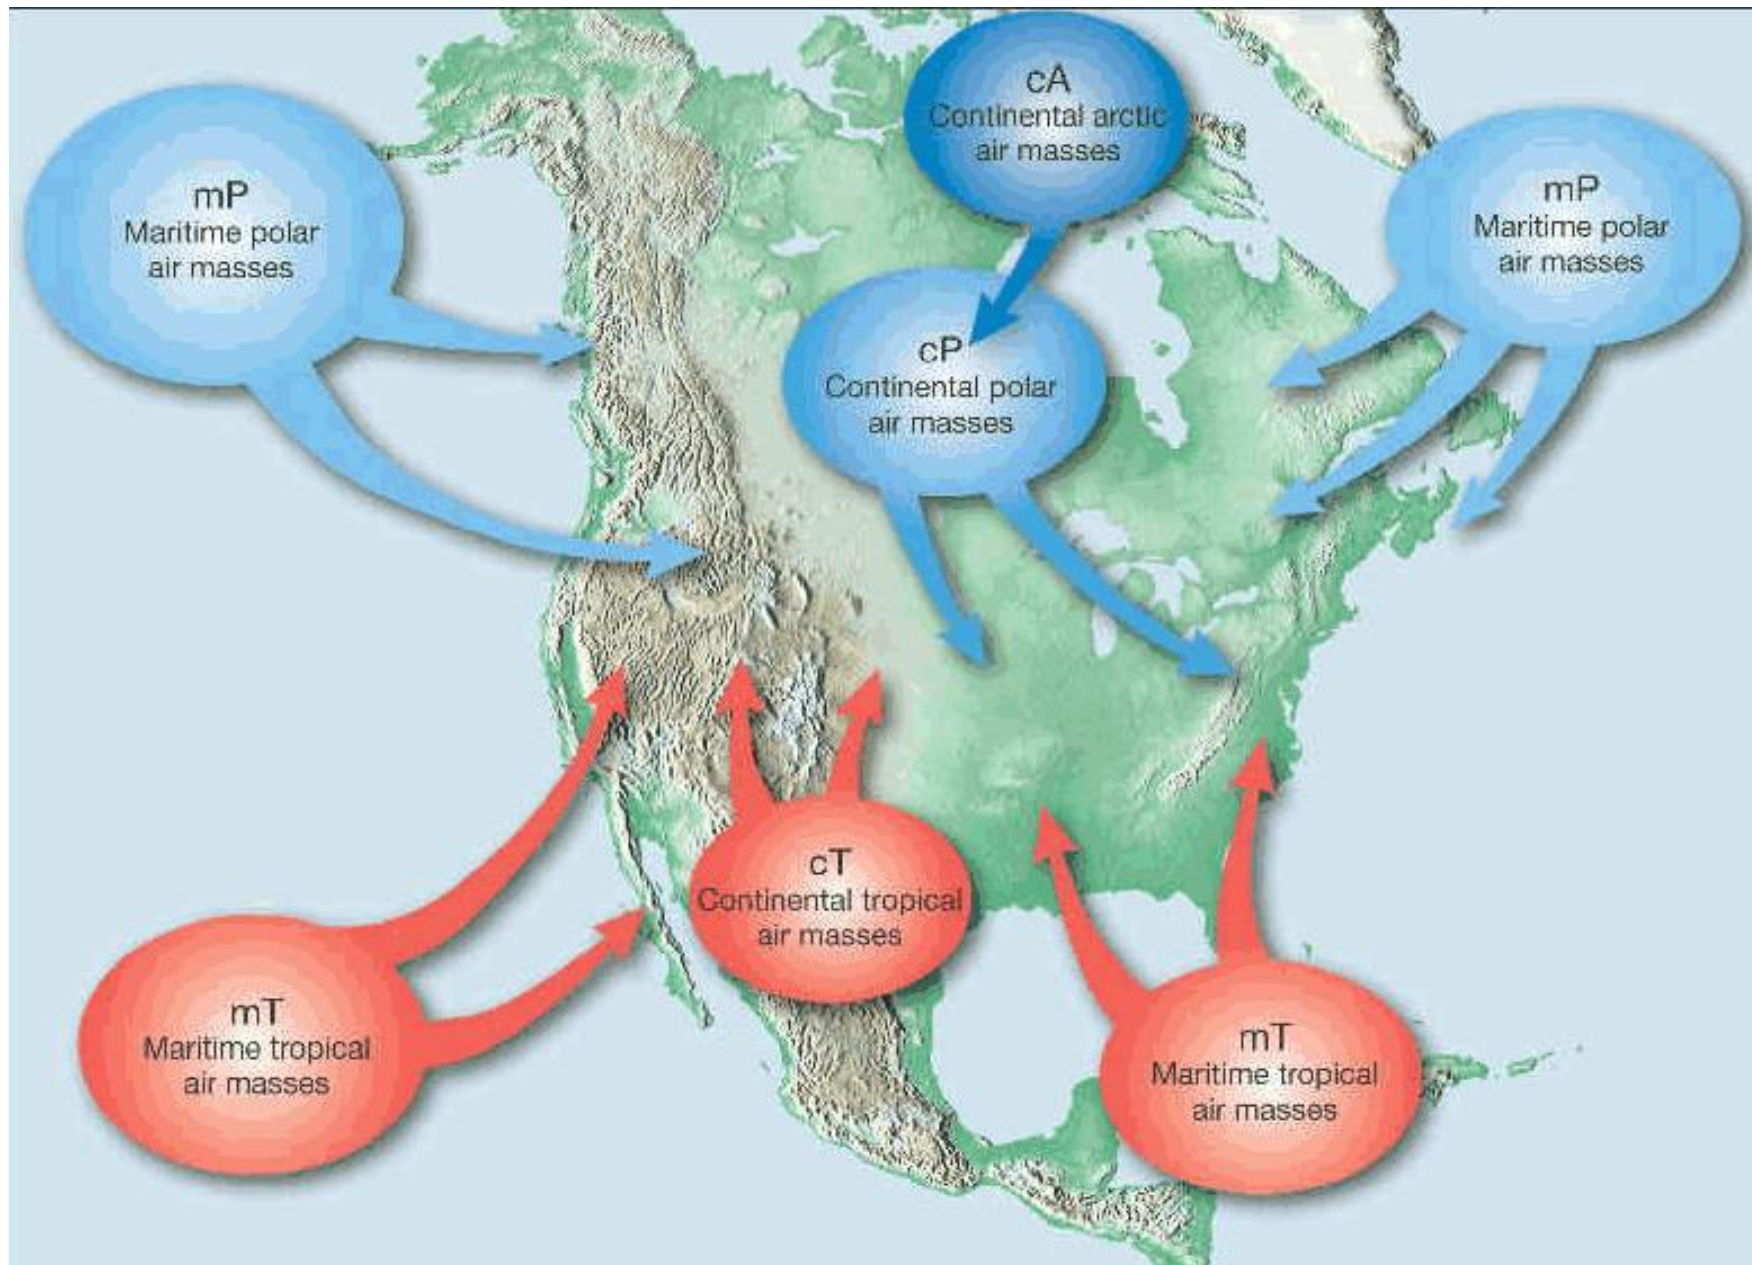 cA
Continental arctic
air masses
mP
Maritime polar
air masses
mP
Maritime polar
air masses
cP
Continental polar
air masses
cT
Continental tropical
air masses
mT
Maritime tropical
air masses
mT
Maritime tropical
air masses